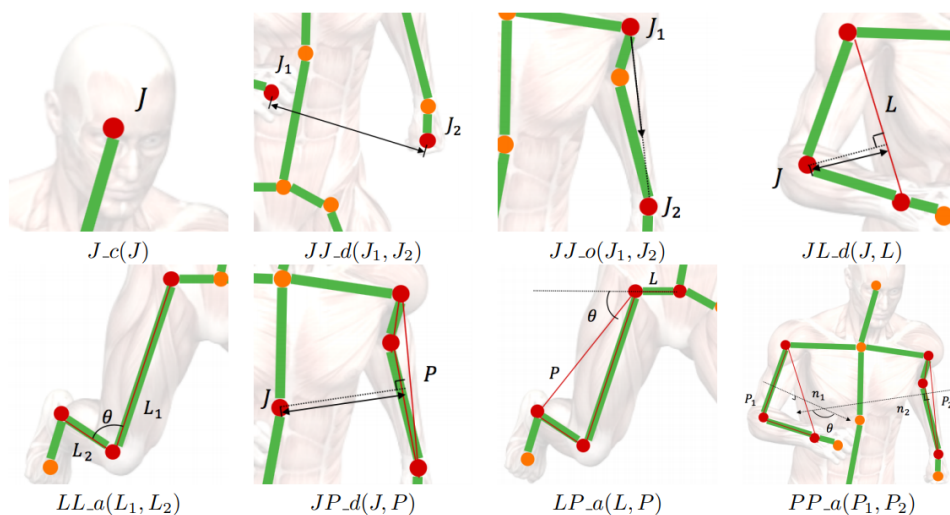 J
J₁
J₂
J₁
J₂
L
J
J_c(J)
JJ_d(J₁, J₂)
JJ_o(J₁, J₂)
JL_d(J, L)
L₁
θ
L₂
J
P
L
θ
P
P₁
n₁
n₂
θ
LL_a(L₁, L₂)
JP_d(J, P)
LP_a(L, P)
PP_a(P₁, P₂)